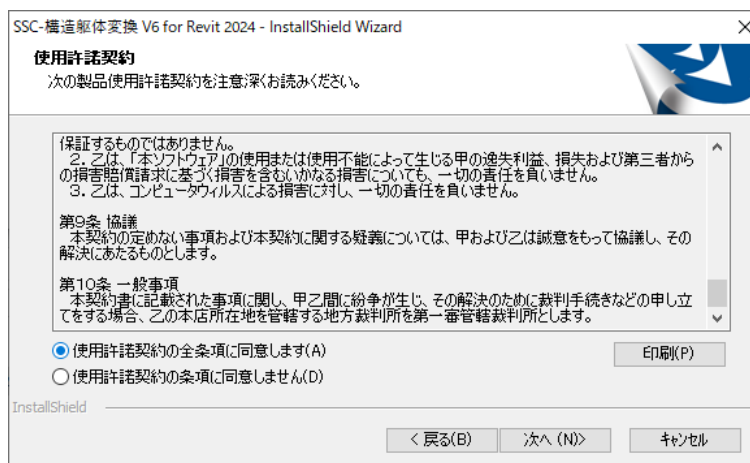 SSC-構造躯体変換 V6 for Revit 2024 - InstallShield Wizard
使用許諾契約
次の製品使用許諾契約を注意深くお読みください。
保証するものではありません。
2. 乙は、「本ソフトウェア」の使用または使用不能によって生じる甲の逸失利益、損失および第三者から
の損害賠償請求に基づく損害を含むいかなる損害についても、一切の責任を負いません。
3. 乙は、コンピュータウィルスによる損害に対し、一切の責任を負いません。
第9条 協議
本契約の定めない事項および本契約に関する疑義については、甲および乙は誠意をもって協議し、その
解決にあたるものとします。
第10条 一般事項
本契約書に記載された事項に関し、甲乙間に紛争が生じ、その解決のために裁判手続きなどの申し立
てをする場合、乙の本店所在地を管轄する地方裁判所を第一審管轄裁判所とします。
使用許諾契約の全条項に同意します(A)
印刷(P)
使用許諾契約の条項に同意しません(D)
InstallShield
< 戻る(B)
次へ (N)>
キャンセル